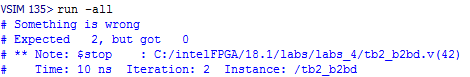 VSIM 135> run -all
# Something is wrong
# Expected   2, but got   0
# ** Note: $stop    : C:/intelFPGA/18.1/labs/labs_4/tb2_b2bd.v(42)
#    Time: 10 ns  Iteration: 2  Instance: /tb2_b2bd